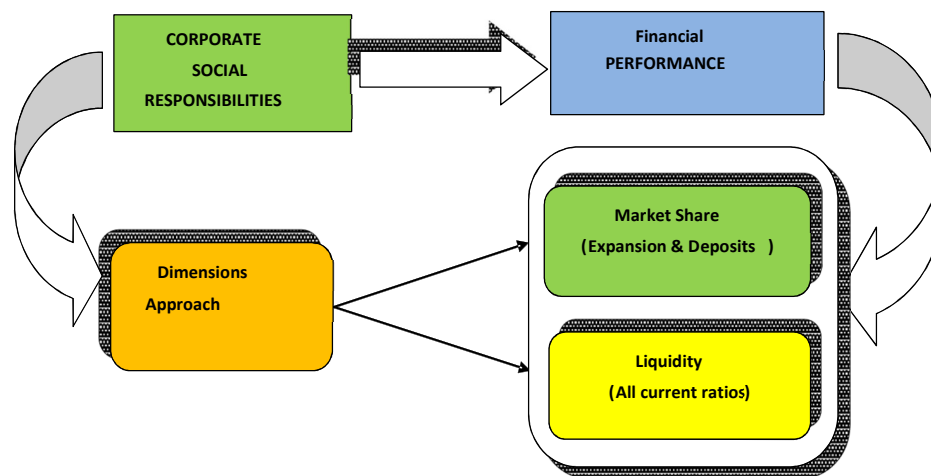 CORPORATE
SOCIAL
RESPONSIBILITIES
Financial
PERFORMANCE
Market Share
(Expansion & Deposits )
Dimensions
Approach
Liquidity
(All current ratios)